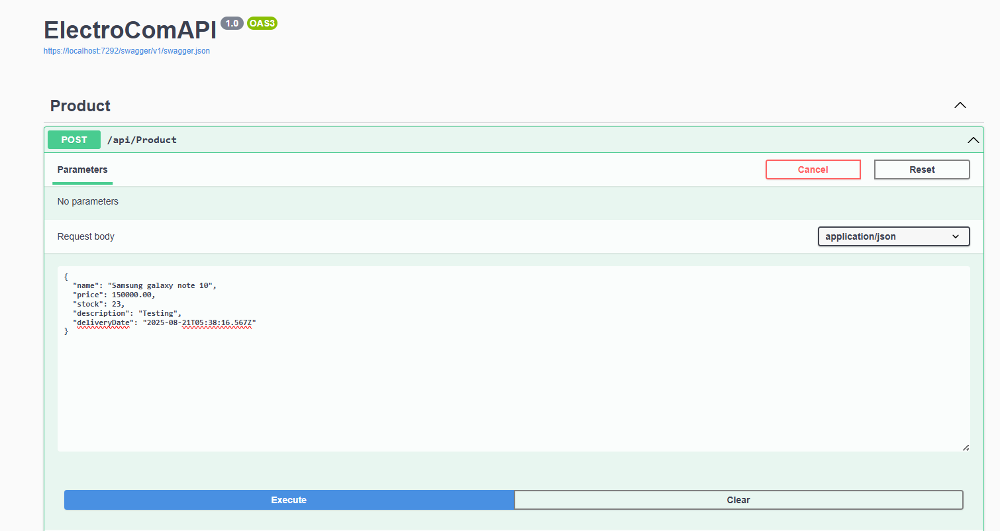 ElectroComAPI 1.0 OAS3
https://localhost:7292/swagger/v1/swagger.json
Product
POST /api/Product
Parameters Cancel Reset
No parameters
Request body application/json
{
  "name": "Samsung galaxy note 10",
  "price": 150000.00,
  "stock": 23,
  "description": "Testing",
  "deliveryDate": "2025-08-21T05:38:16.567Z"
}
Execute Clear